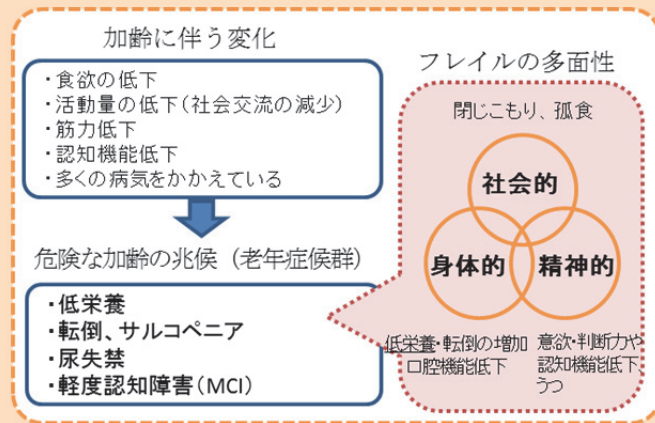 加齢に伴う変化
・食欲の低下
・活動量の低下(社会交流の減少)
・筋力低下
・認知機能低下
・多くの病気をかかえている
危険な加齢の兆候(老年症候群)
・低栄養
・転倒、サルコペニア
・尿失禁
・軽度認知障害(MCI)
フレイルの多面性
閉じこもり、孤食
社会的
身体的
精神的
低栄養・転倒の増加
口腔機能低下
意欲・判断力や
認知機能低下、
うつ